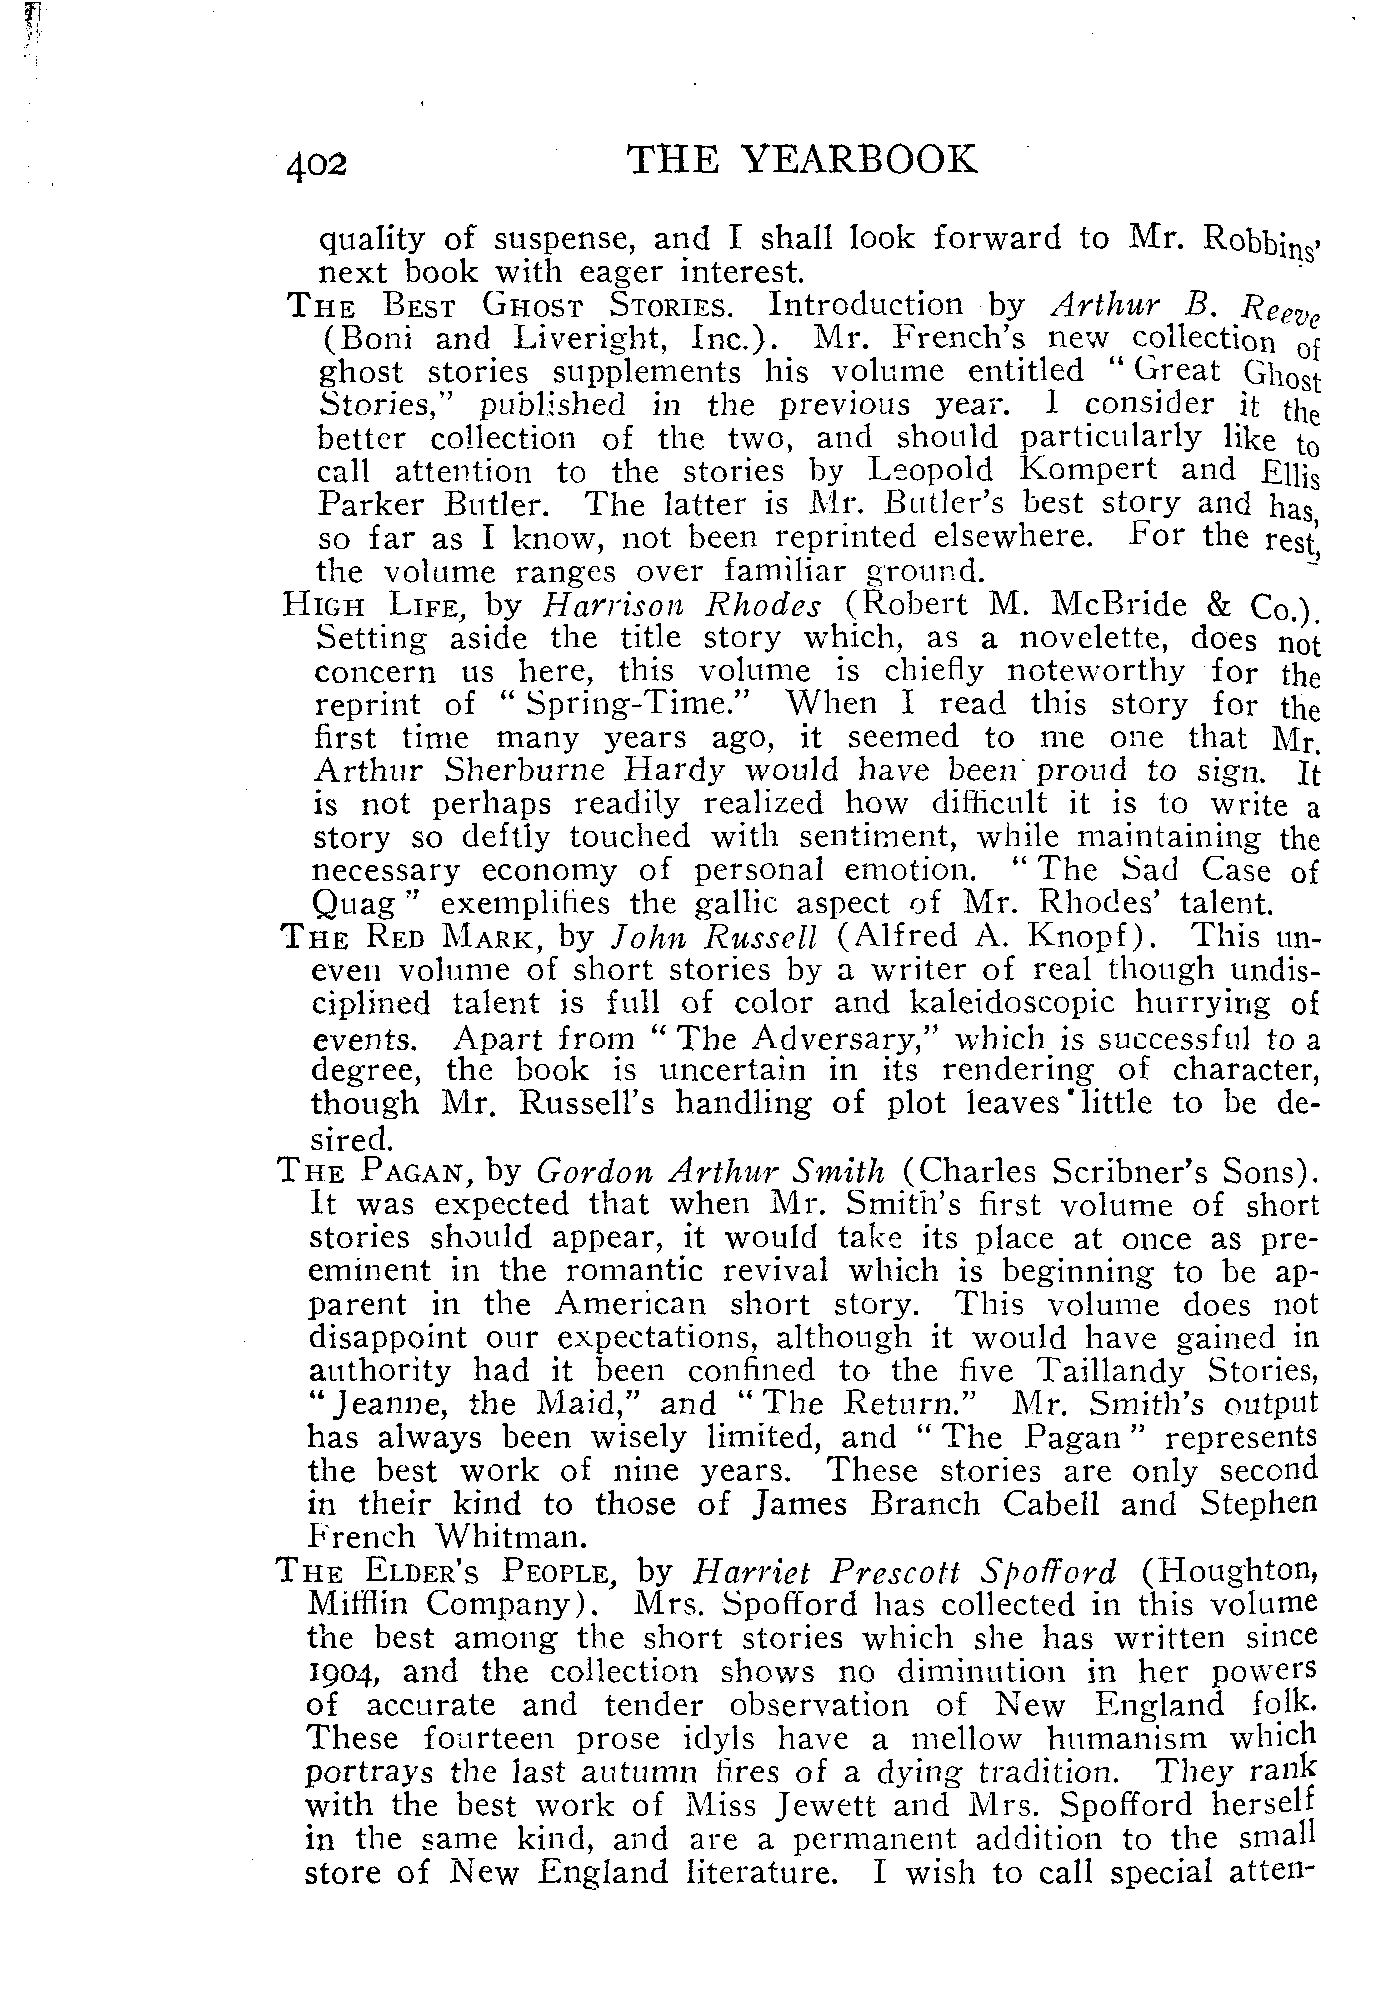 402 THE YEARBOOK
quality of suspense, and I shall look forward to Mr. Robbins'
next book with eager interest.
THE BEST GHOST STORIES. Introduction by Arthur B. Reeve
(Boni and Liveright, Inc.). Mr. French's new collection of
ghost stories supplements his volume entitled “ Great Ghost
Stories,” published in the previous year. I consider it the
better collection of the two, and should particularly like to
call attention to the stories by Leopold Kompert and Ellis
Parker Butler. The latter is Mr. Butler's best story and has,
so far as I know, not been reprinted elsewhere. For the rest,
the volume ranges over familiar ground.
HIGH LIFE, by Harrison Rhodes (Robert M. McBride & Co.).
Setting aside the title story which, as a novelette, does not
concern us here, this volume is chiefly noteworthy for the
reprint of “ Spring-Time.” When I read this story for the
first time many years ago, it seemed to me one that Mr.
Arthur Sherburne Hardy would have been proud to sign. It
is not perhaps readily realized how difficult it is to write a
story so deftly touched with sentiment, while maintaining the
necessary economy of personal emotion. “ The Sad Case of
Quag ” exemplifies the gallic aspect of Mr. Rhodes' talent.
THE RED MARK, by John Russell (Alfred A. Knopf). This un-
even volume of short stories by a writer of real though undis-
ciplined talent is full of color and kaleidoscopic hurrying of
events. Apart from “ The Adversary,” which is successful to a
degree, the book is uncertain in its rendering of character,
though Mr. Russell's handling of plot leaves little to be de-
sired.
THE PAGAN, by Gordon Arthur Smith (Charles Scribner's Sons).
It was expected that when Mr. Smith's first volume of short
stories should appear, it would take its place at once as pre-
eminent in the romantic revival which is beginning to be ap-
parent in the American short story. This volume does not
disappoint our expectations, although it would have gained in
authority had it been confined to the five Taillandy Stories,
“ Jeanne, the Maid,” and “ The Return.” Mr. Smith's output
has always been wisely limited, and “ The Pagan ” represents
the best work of nine years. These stories are only second
in their kind to those of James Branch Cabell and Stephen
French Whitman.
THE ELDER'S PEOPLE, by Harriet Prescott Spofford (Houghton,
Mifflin Company). Mrs. Spofford has collected in this volume
the best among the short stories which she has written since
1904, and the collection shows no diminution in her powers
of accurate and tender observation of New England folk.
These fourteen prose idyls have a mellow humanism which
portrays the last autumn fires of a dying tradition. They rank
with the best work of Miss Jewett and Mrs. Spofford herself
in the same kind, and are a permanent addition to the small
store of New England literature. I wish to call special atten-